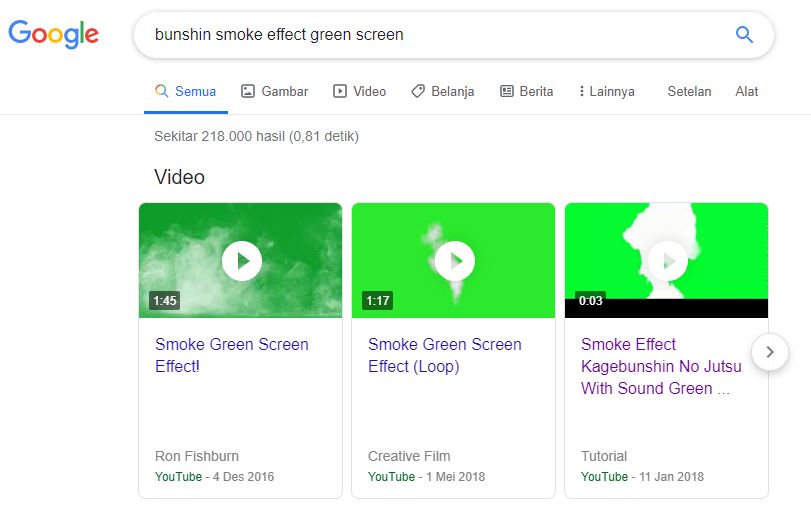 Google
bunshin smoke effect green screen
Semua Gambar Video Belanja Berita Lainnya Setelan Alat
Sekitar 218.000 hasil (0,81 detik)
Video
1:45
1:17
0:03
Smoke Green Screen
Effect!
Ron Fishburn
YouTube - 4 Des 2016
Smoke Green Screen
Effect (Loop)
Creative Film
YouTube - 1 Mei 2018
Smoke Effect
Kagebunshin No Jutsu
With Sound Green ...
Tutorial
YouTube - 11 Jan 2018